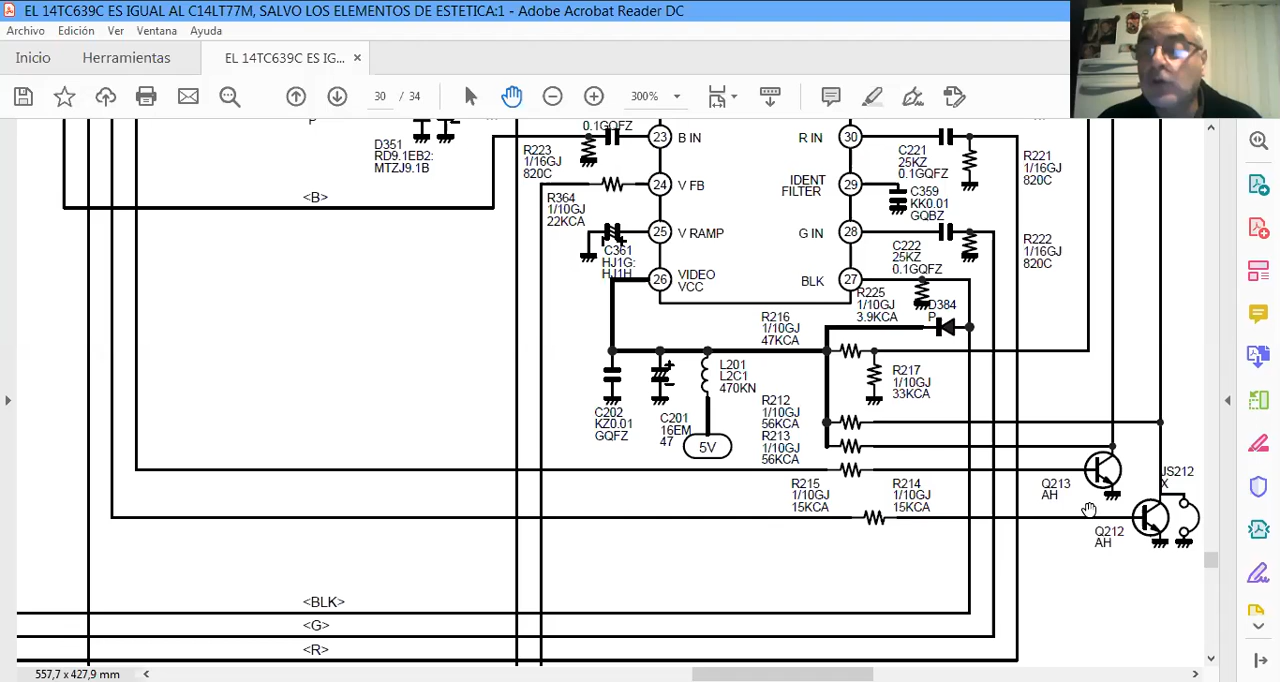 EL 14TC639C ES IGUAL AL C14LT77M, SALVO LOS ELEMENTOS DE ESTETICA:1 - Adobe Acrobat Reader DC
Archivo Edición Ver Ventana Ayuda
Inicio Herramientas EL 14TC639C ES IG... ×
30 / 34 300%
P
D351
RD9.1EB2:
MTZJ9.1B
<B>
0.1GQFZ
R223
1/16GJ
820C
R364
1/10GJ
22KCA
C361
HJ1G:
HJ1H
23 B IN
24 V FB
25 V RAMP
26 VIDEO
VCC
R IN 30
IDENT
FILTER 29
G IN 28
BLK 27
C221
25KZ
0.1GQFZ
C359
KK0.01
GQBZ
C222
25KZ
0.1GQFZ
R221
1/16GJ
820C
R222
1/16GJ
820C
R225
1/10GJ
3.9KCA
D384
P
R216
1/10GJ
47KCA
R217
1/10GJ
33KCA
L201
L2C1
470KN
C202
KZ0.01
GQFZ
C201
16EM
47
5V
R212
1/10GJ
56KCA
R213
1/10GJ
56KCA
R215
1/10GJ
15KCA
R214
1/10GJ
15KCA
Q213
AH
JS212
X
Q212
AH
<BLK>
<G>
<R>
557,7 x 427,9 mm